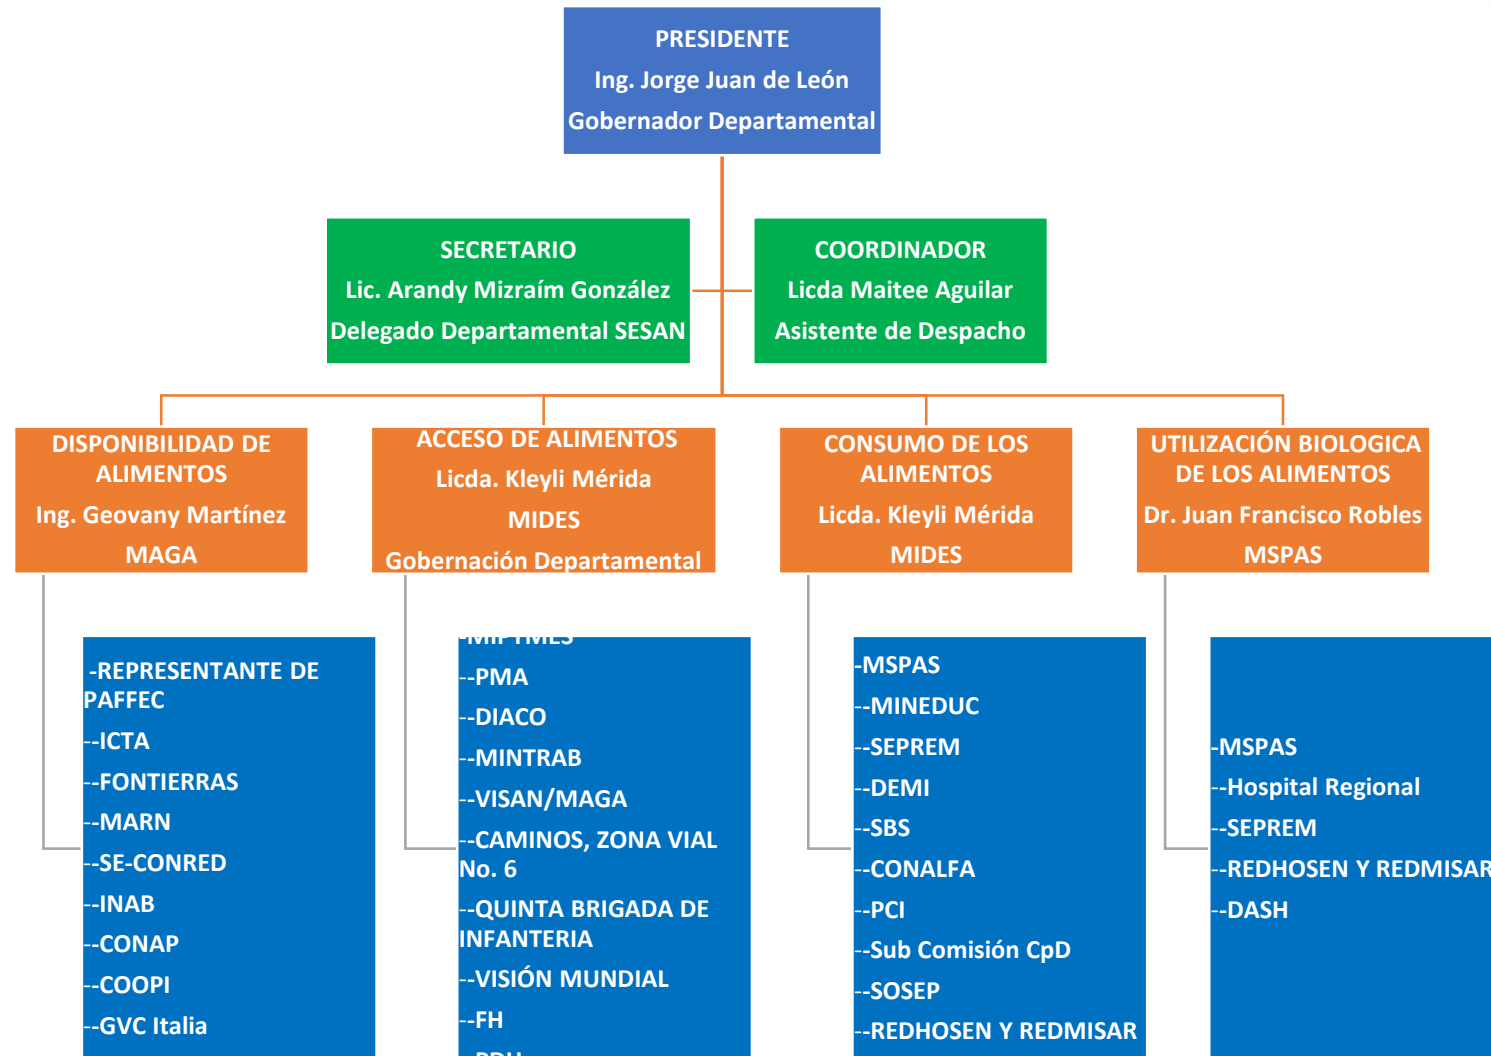 PRESIDENTE
Ing. Jorge Juan de León
Gobernador Departamental
SECRETARIO
Lic. Arandy Mizraím González
Delegado Departamental SESAN
COORDINADOR
Licda Maitee Aguilar
Asistente de Despacho
DISPONIBILIDAD DE
ALIMENTOS
Ing. Geovany Martínez
MAGA
ACCESO DE ALIMENTOS
Licda. Kleyli Mérida
MIDES
Gobernación Departamental
CONSUMO DE LOS
ALIMENTOS
Licda. Kleyli Mérida
MIDES
UTILIZACIÓN BIOLOGICA
DE LOS ALIMENTOS
Dr. Juan Francisco Robles
MSPAS
-REPRESENTANTE DE
PAFFEC
--ICTA
--FONTIERRAS
--MARN
--SE-CONRED
--INAB
--CONAP
--COOPI
--GVC Italia
-MIPYMES
--PMA
--DIACO
--MINTRAB
--VISAN/MAGA
--CAMINOS, ZONA VIAL
No. 6
--QUINTA BRIGADA DE
INFANTERIA
--VISIÓN MUNDIAL
--FH
--PDH
-MSPAS
--MINEDUC
--SEPREM
--DEMI
--SBS
--CONALFA
--PCI
--Sub Comisión CpD
--SOSEP
--REDHOSEN Y REDMISAR
-MSPAS
--Hospital Regional
--SEPREM
--REDHOSEN Y REDMISAR
--DASH